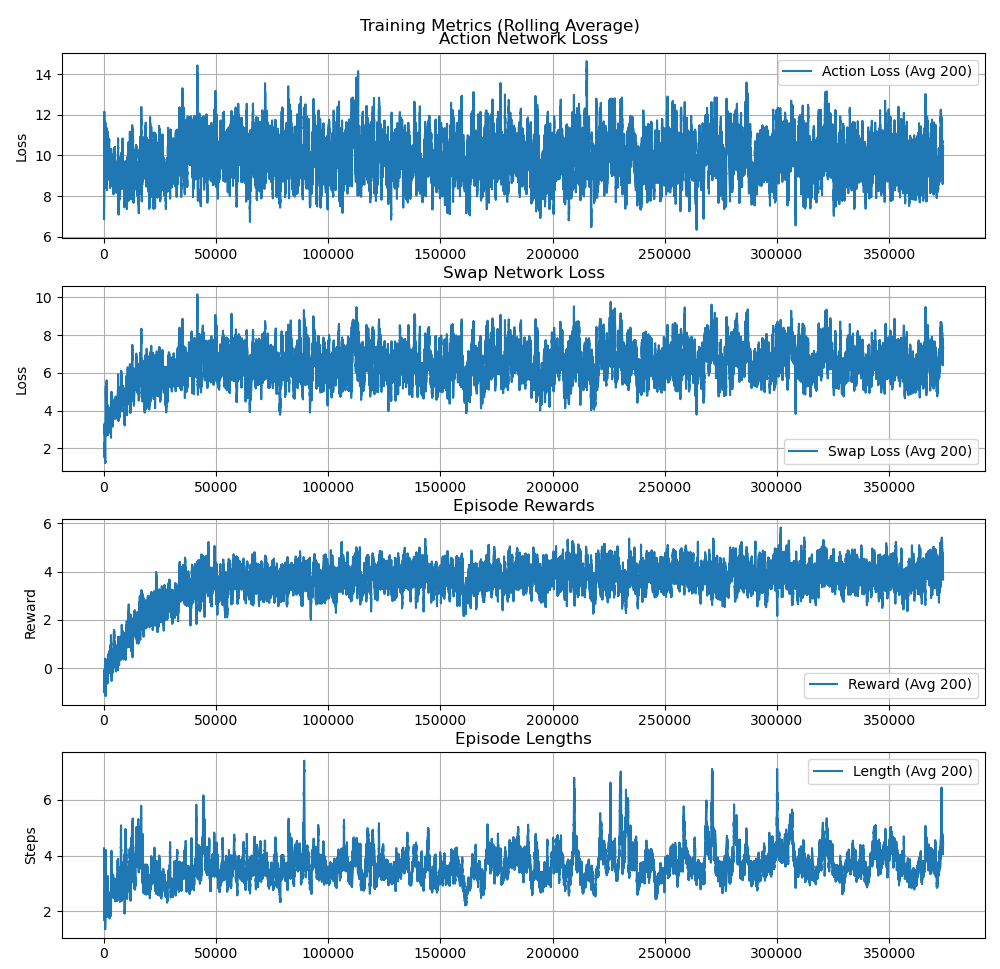 Training Metrics (Rolling Average)
Action Network Loss
14
12
10
8
6
Loss
Action Loss (Avg 200)
0 50000 100000 150000 200000 250000 300000 350000
Swap Network Loss
10
8
6
4
2
Loss
Swap Loss (Avg 200)
0 50000 100000 150000 200000 250000 300000 350000
Episode Rewards
6
4
2
0
Reward
Reward (Avg 200)
0 50000 100000 150000 200000 250000 300000 350000
Episode Lengths
6
4
2
Steps
Length (Avg 200)
0 50000 100000 150000 200000 250000 300000 350000